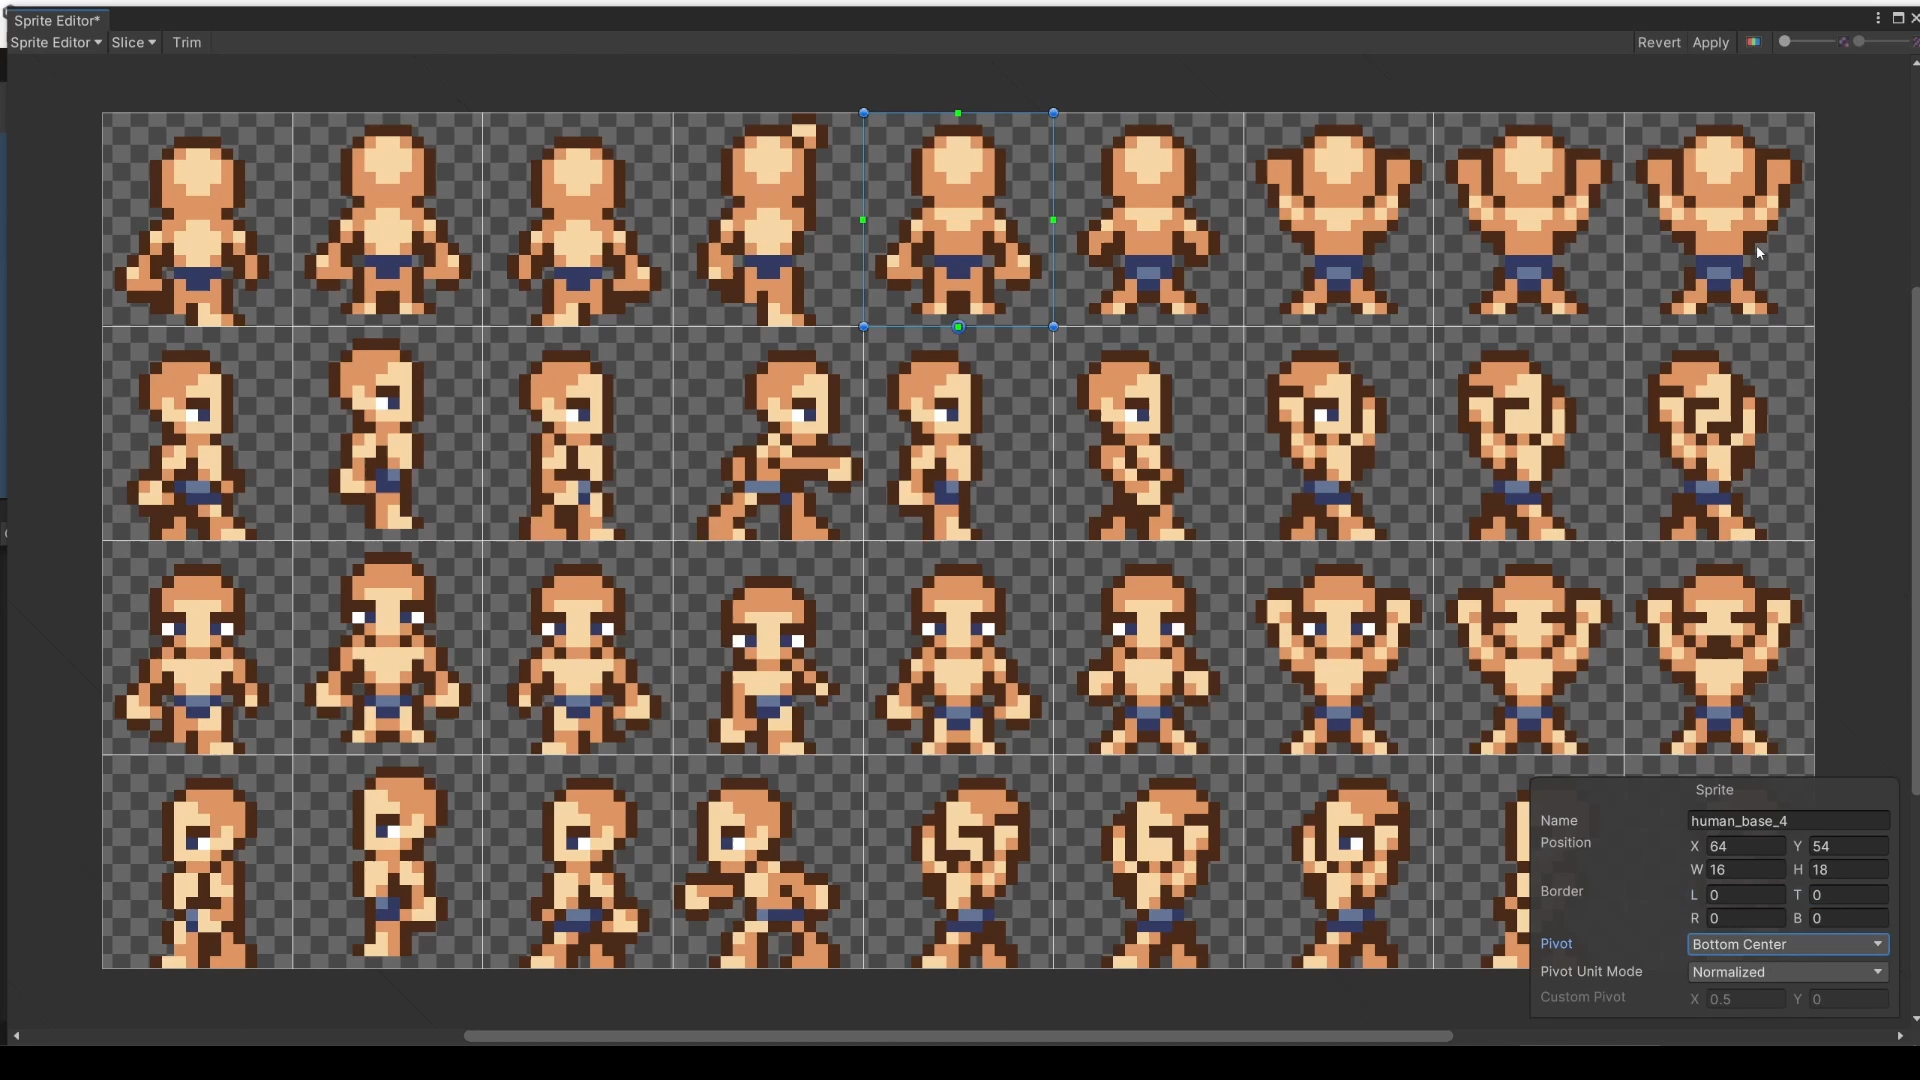 Sprite Editor*
Sprite Editor Slice Trim Revert Apply
Sprite
Name human_base_4
Position X 64 Y 54
W 16 H 18
Border L 0 T 0
R 0 B 0
Pivot Bottom Center
Pivot Unit Mode Normalized
Custom Pivot X 0.5 Y 0